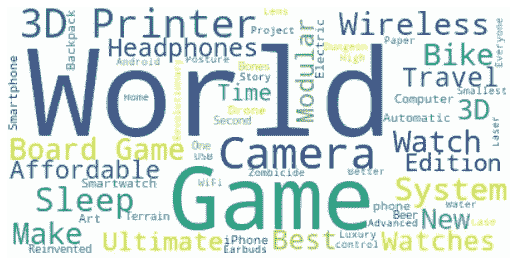 3D Printer
Wireless
Headphones
Backpack
Smartphone
World
Lens
Project
Android
Posture
Electric
Dungeon
High
Paper
Everyone
Bike
Bones
Story
Modular
Travel
Home
Revolutionary
Time
Drone
Second
Computer
Smallest
3D
Automatic
Laser
Board Game
One
USB
Camera
Watch
Edition
Affordable
Smartwatch
WiFi
Zombicide
Better
Game
System
Sleep
Art
Terrain
phone
Beer
Water
Case
New
Make
Reinvented
Ultimate
iPhone
Earbuds
Best
Luxury
control
Advanced
Watches